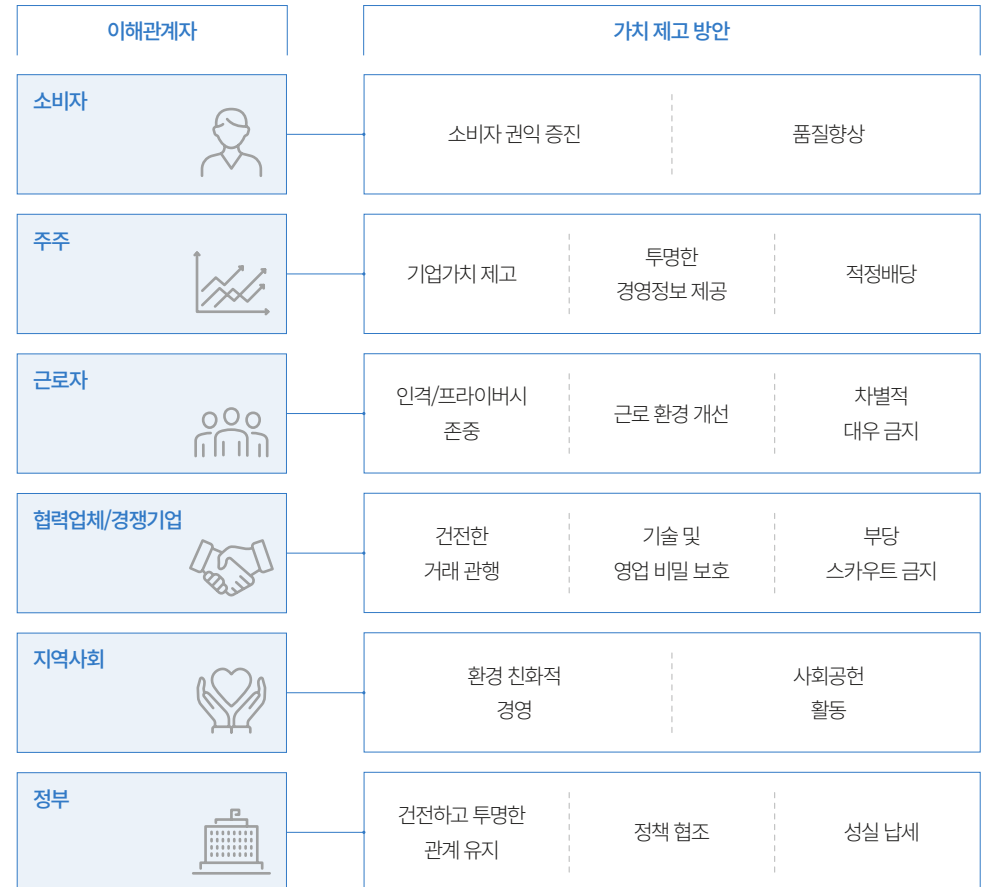 이해관계자
가치 제고 방안
소비자
소비자 권익 증진
품질향상
주주
기업가치 제고
투명한
경영정보 제공
적정배당
근로자
인격/프라이버시
존중
근로 환경 개선
차별적
대우 금지
협력업체/경쟁기업
건전한
거래 관행
기술 및
영업 비밀 보호
부당
스카우트 금지
지역사회
환경 친화적
경영
사회공헌
활동
정부
건전하고 투명한
관계 유지
정책 협조
성실 납세